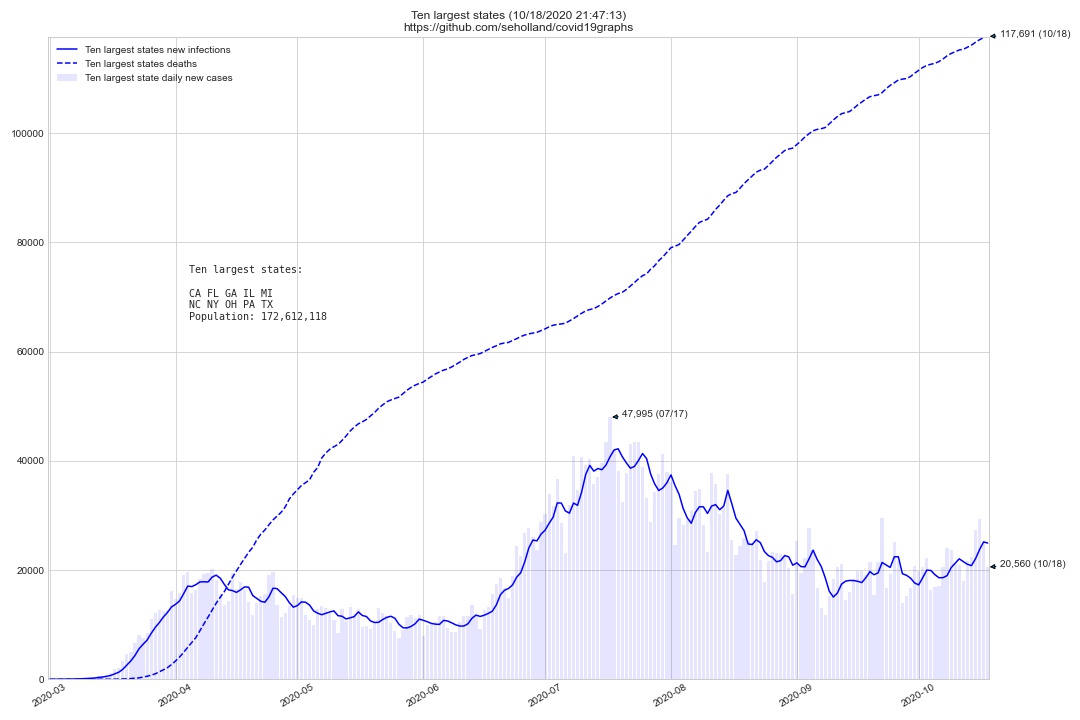 Ten largest states (10/18/2020 21:47:13)
https://github.com/seholland/covid19graphs
Ten largest states new infections
Ten largest states deaths
Ten largest state daily new cases
117,691 (10/18)
100000
80000
Ten largest states:
CA FL GA IL MI
NC NY OH PA TX
Population: 172,612,118
60000
47,995 (07/17)
40000
20000
20,560 (10/18)
0
2020-03
2020-04
2020-05
2020-06
2020-07
2020-08
2020-09
2020-10